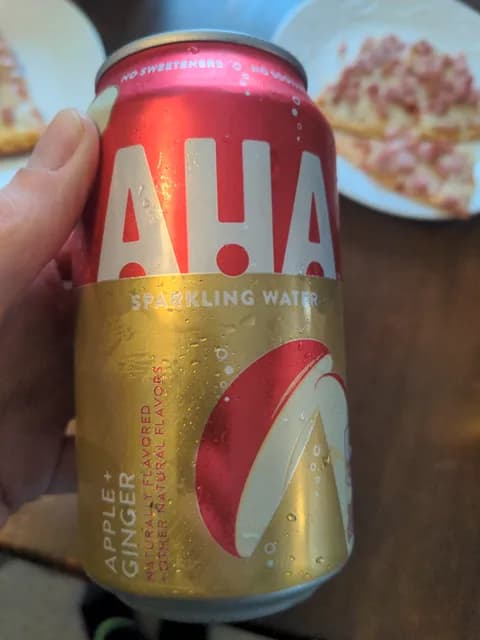 NO SWEETENERS
AHA
SPARKLING WATER
APPLE +
GINGER
NATURALLY FLAVORED
+OTHER NATURAL FLAVORS